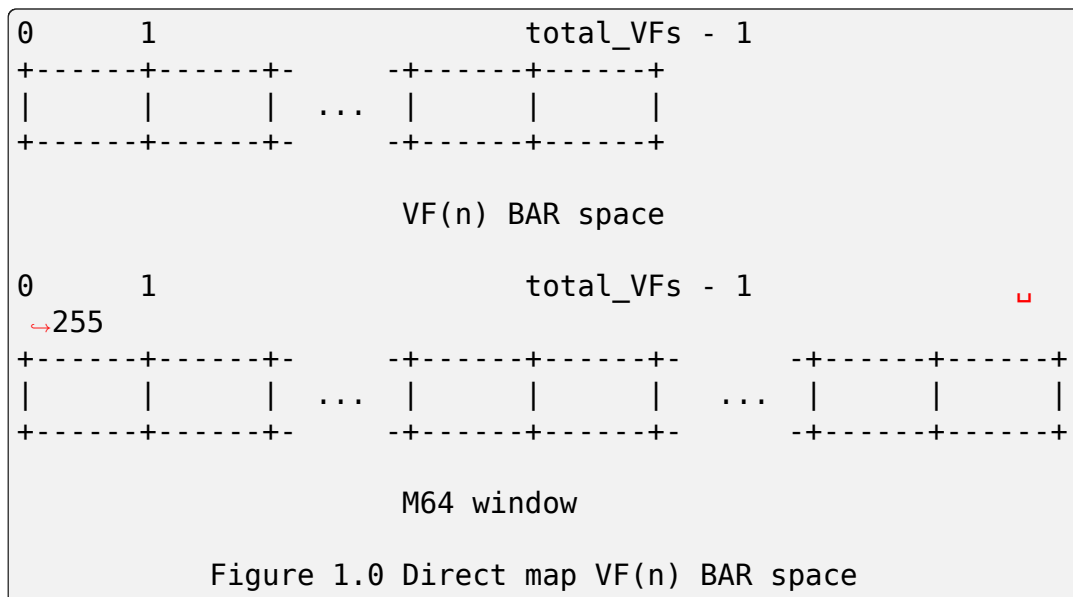 0      1                     total_VFs - 1
+------+------+-     -+------+------+
|      |      |  ...  |      |      |
+------+------+-     -+------+------+
                      VF(n) BAR space
0      1                     total_VFs - 1                ␣
↪255
+------+------+-     -+------+------+-      -+------+------+
|      |      |  ...  |      |      |   ...  |      |      |
+------+------+-     -+------+------+-      -+------+------+
                      M64 window
           Figure 1.0 Direct map VF(n) BAR space